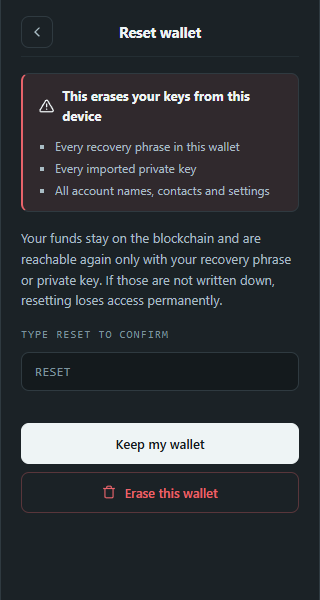 Reset wallet
This erases your keys from this
device
Every recovery phrase in this wallet
Every imported private key
All account names, contacts and settings
Your funds stay on the blockchain and are
reachable again only with your recovery phrase
or private key. If those are not written down,
resetting loses access permanently.
TYPE RESET TO CONFIRM
RESET
Keep my wallet
Erase this wallet